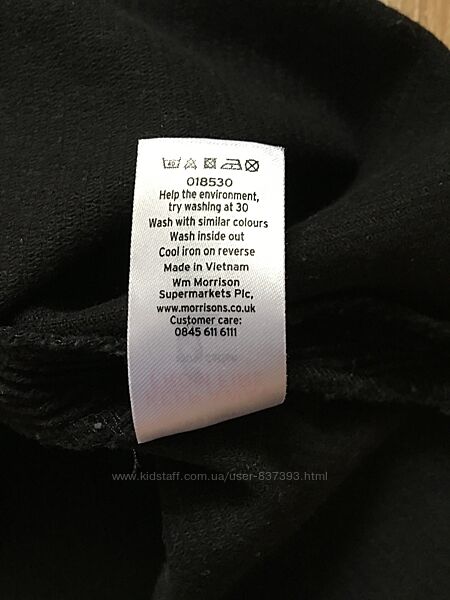 40
018530
Help the environment,
try washing at 30
Wash with similar colours
Wash inside out
Cool iron on reverse
Made in Vietnam
Wm Morrison
Supermarkets Plc,
www.morrisons.co.uk
Customer care:
0845 611 6111
www.kidstaff.com.ua/user-837393.html